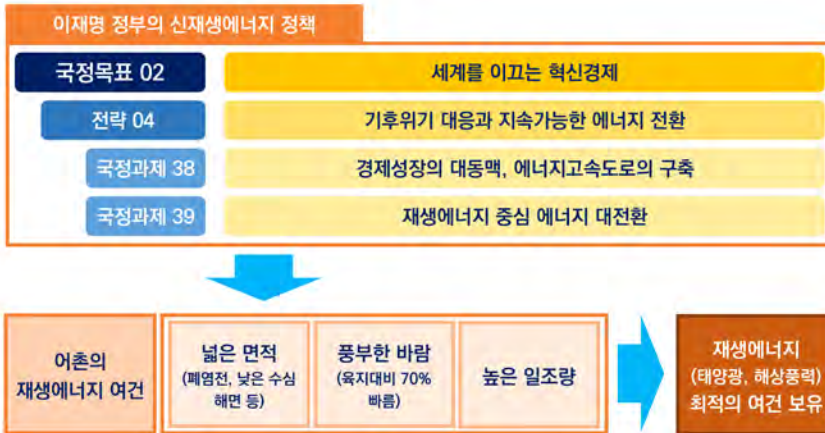 이재명 정부의 신재생에너지 정책
국정목표 02
세계를 이끄는 혁신경제
전략 04
기후위기 대응과 지속가능한 에너지 전환
국정과제 38
경제성장의 대동맥, 에너지고속도로의 구축
국정과제 39
재생에너지 중심 에너지 대전환
어촌의
재생에너지 여건
넓은 면적
(폐염전, 낮은 수심
해면 등)
풍부한 바람
(육지대비 70%
빠름)
높은 일조량
재생에너지
(태양광, 해상풍력)
최적의 여건 보유